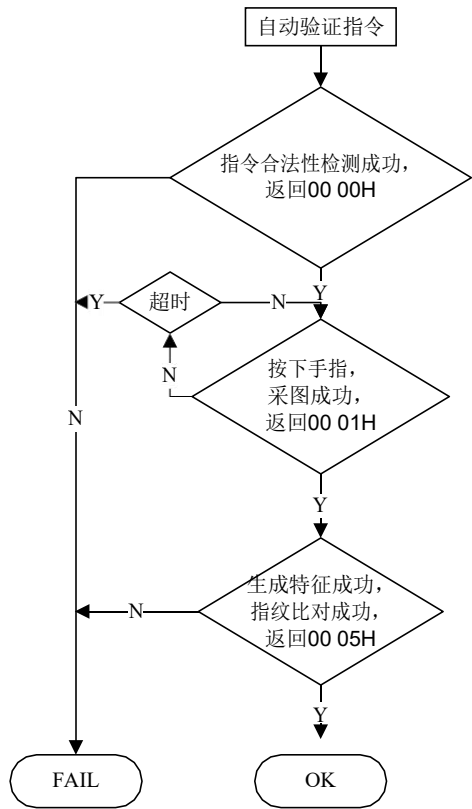 自动验证指令
指令合法性检测成功,
返回00 00H
Y
Y
超时
N
N
按下手指,
采图成功,
返回00 01H
N
Y
生成特征成功,
指纹比对成功,
返回00 05H
N
Y
FAIL
OK